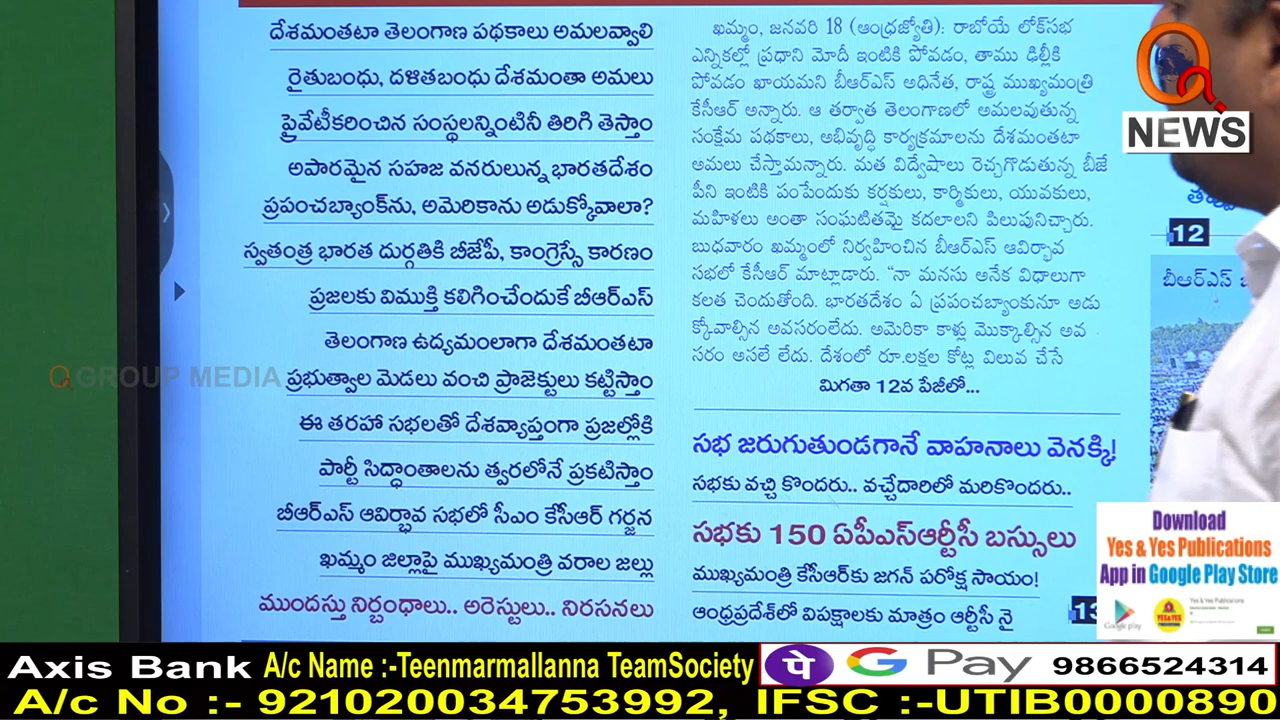 దేశమంతటా తెలంగాణ పథకాలు అమలవ్వాలి
రైతుబంధు, దళితబంధు దేశమంతా అమలు
ప్రైవేటీకరించిన సంస్థలన్నింటినీ తిరిగి తెస్తాం
అపారమైన సహజ వనరులున్న భారతదేశం
ప్రపంచబ్యాంక్‌ను, అమెరికాను అడుక్కోవాలా?
స్వతంత్ర భారత దుర్గతికి బీజేపీ, కాంగ్రెస్సే కారణం
ప్రజలకు విముక్తి కలిగించేందుకే బీఆర్ఎస్
తెలంగాణ ఉద్యమంలాగా దేశమంతటా
ప్రభుత్వాల మెడలు వంచి ప్రాజెక్టులు కట్టిస్తాం
ఈ తరహా సభలతో దేశవ్యాప్తంగా ప్రజల్లోకి
పార్టీ సిద్ధాంతాలను త్వరలోనే ప్రకటిస్తాం
బీఆర్ఎస్ ఆవిర్భావ సభలో సీఎం కేసీఆర్ గర్జన
ఖమ్మం జిల్లాపై ముఖ్యమంత్రి వరాల జల్లు
ముందస్తు నిర్బంధాలు.. అరెస్టులు.. నిరసనలు
ఖమ్మం, జనవరి 18 (ఆంధ్రజ్యోతి): రాబోయే లోక్‌సభ
ఎన్నికల్లో ప్రధాని మోదీ ఇంటికి పోవడం, తాము ఢిల్లీకి
పోవడం ఖాయమని బీఆర్ఎస్ అధినేత, రాష్ట్ర ముఖ్యమంత్రి
కేసీఆర్ అన్నారు. ఆ తర్వాత తెలంగాణలో అమలవుతున్న
సంక్షేమ పథకాలు, అభివృద్ధి కార్యక్రమాలను దేశమంతటా
అమలు చేస్తామన్నారు. మత విద్వేషాలు రెచ్చగొడుతున్న బీజే
పీని ఇంటికి పంపేందుకు కర్షకులు, కార్మికులు, యువకులు,
మహిళలు అంతా సంఘటితమై కదలాలని పిలుపునిచ్చారు.
బుధవారం ఖమ్మంలో నిర్వహించిన బీఆర్ఎస్ ఆవిర్భావ
సభలో కేసీఆర్ మాట్లాడారు. "నా మనసు అనేక విధాలుగా
కలత చెందుతోంది. భారతదేశం ఏ ప్రపంచబ్యాంకునూ అడు
క్కోవాల్సిన అవసరంలేదు. అమెరికా కాళ్లు మొక్కాల్సిన అవ
సరం అసలే లేదు. దేశంలో రూ.లక్షల కోట్ల విలువ చేసే
మిగతా 12వ పేజీలో...
సభ జరుగుతుండగానే వాహనాలు వెనక్కి!
సభకు వచ్చి కొందరు.. వచ్చేదారిలో మరికొందరు..
సభకు 150 ఏపీఎస్ఆర్టీసీ బస్సులు
ముఖ్యమంత్రి కేసీఆర్‌కు జగన్ పరోక్ష సాయం!
ఆంధ్రప్రదేశ్‌లో విపక్షాలకు మాత్రం ఆర్టీసీ నై
12
బీఆర్ఎస్
13
Q
NEWS
Q GROUP MEDIA
Download
Yes & Yes Publications
App in Google Play Store
Yes & Yes Publications
Google play
YES&YES
Axis Bank A/c Name :-Teenmarmallanna TeamSociety
G Pay 9866524314
A/c No :- 921020034753992, IFSC :-UTIB0000890